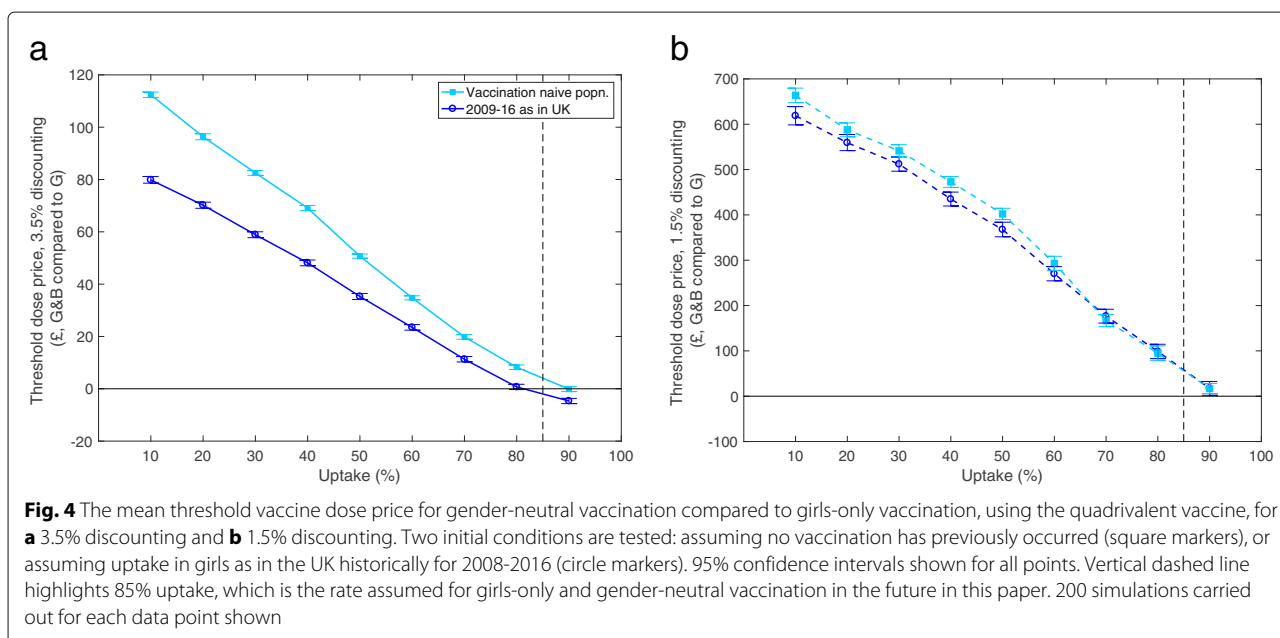 a
Threshold dose price, 3.5% discounting
(£, G&B compared to G)
120
100
80
60
40
20
0
-20
10 20 30 40 50 60 70 80 90 100
Uptake (%)
Vaccination naive popn.
2009-16 as in UK
b
Threshold dose price, 1.5% discounting
(£, G&B compared to G)
700
600
500
400
300
200
100
0
-100
10 20 30 40 50 60 70 80 90 100
Uptake (%)
Fig. 4 The mean threshold vaccine dose price for gender-neutral vaccination compared to girls-only vaccination, using the quadrivalent vaccine, for
a 3.5% discounting and b 1.5% discounting. Two initial conditions are tested: assuming no vaccination has previously occurred (square markers), or
assuming uptake in girls as in the UK historically for 2008-2016 (circle markers). 95% confidence intervals shown for all points. Vertical dashed line
highlights 85% uptake, which is the rate assumed for girls-only and gender-neutral vaccination in the future in this paper. 200 simulations carried
out for each data point shown